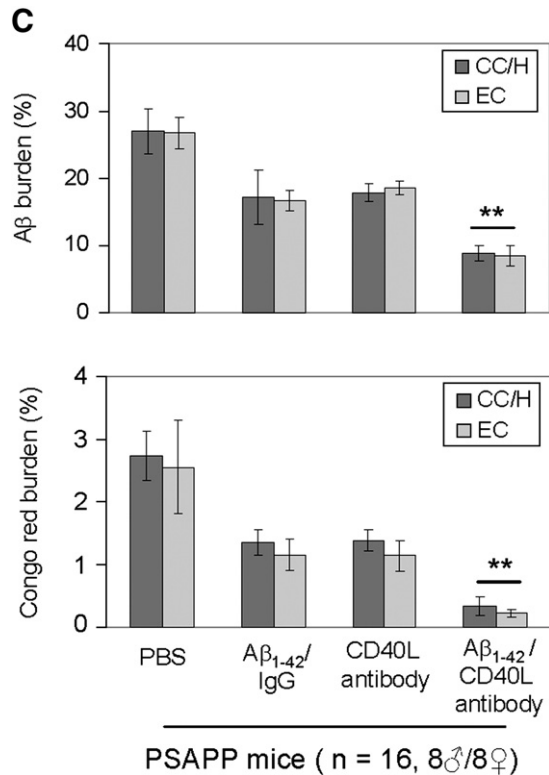 C
40
30
20
10
0
Aβ burden (%)
CC/H
EC
**
4
3
2
1
0
Congo red burden (%)
CC/H
EC
**
PBS
Aβ₁₋₄₂/
IgG
CD40L
antibody
Aβ₁₋₄₂/
CD40L
antibody
PSAPP mice ( n = 16, 8♂/8♀)